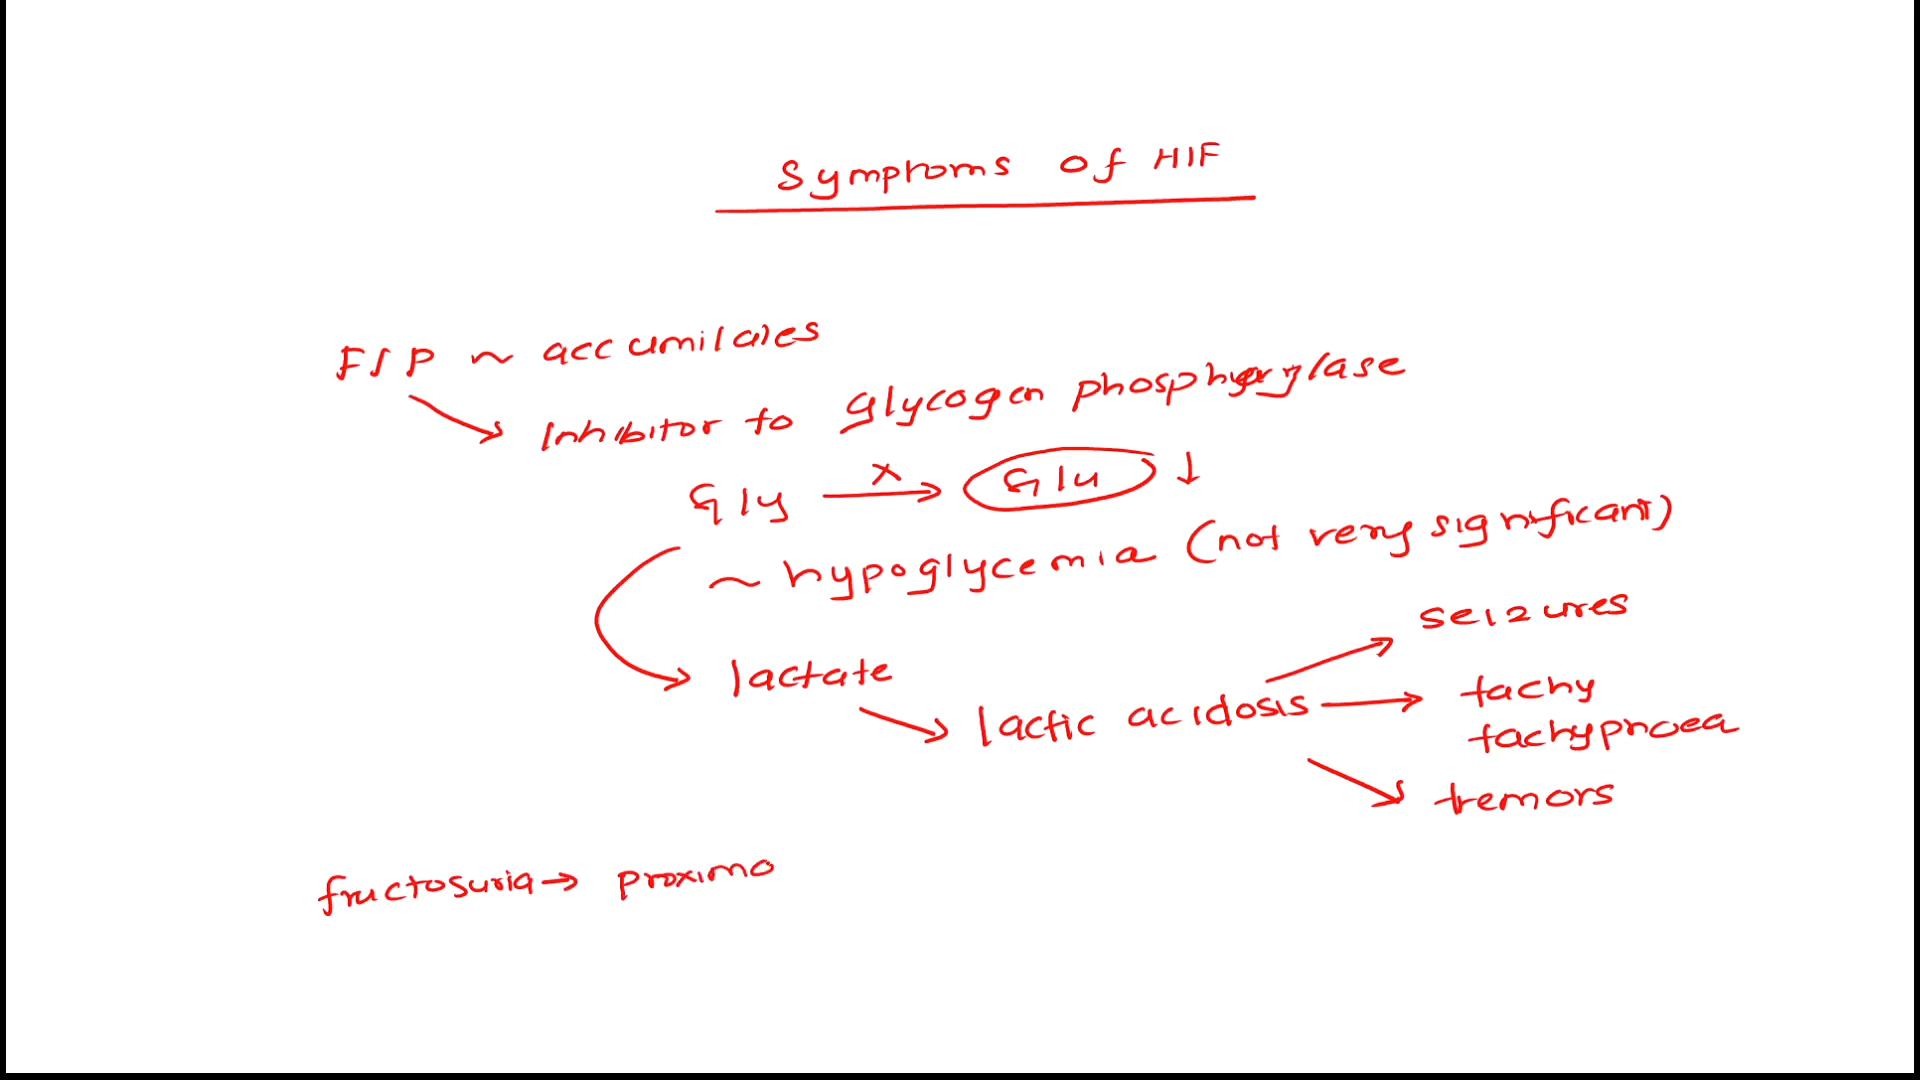 Symptoms of HIF
F1P ~ accumilates
Inhibitor to Glycogen phosphorylase
Gly x→ Glu ↓
~ hypoglycemia (not very significant)
seizures
lactate
lactic acidosis → tachy
tachypnoea
tremors
fructosuria → proximo